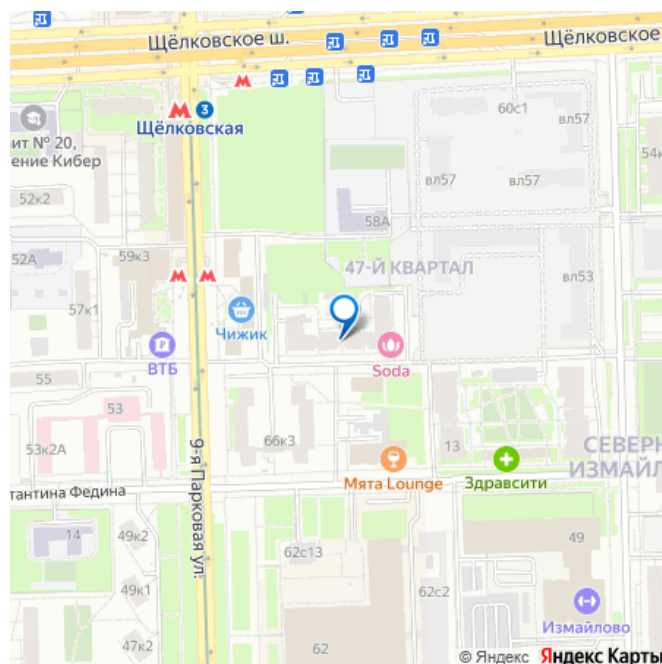 Щёлковское ш.
Щёлковское
3
Щёлковская
60с1
вл57
54к
ит № 20,
ение Кибер
вл57
вл57
52к2
58А
52А
59к3
47-Й КВАРТАЛ
вл53
57к1
Чижик
ВТБ
Soda
55
53
66к3
53к2А
13
СЕВЕРН
ИЗМАЙЛ
Мята Lounge
Здравсити
9-я Парковая ул.
тантина Федина
14
49к2
49
62с13
49к1
62с2
Измайлово
47к2
62
© Яндекс Яндекс Карты